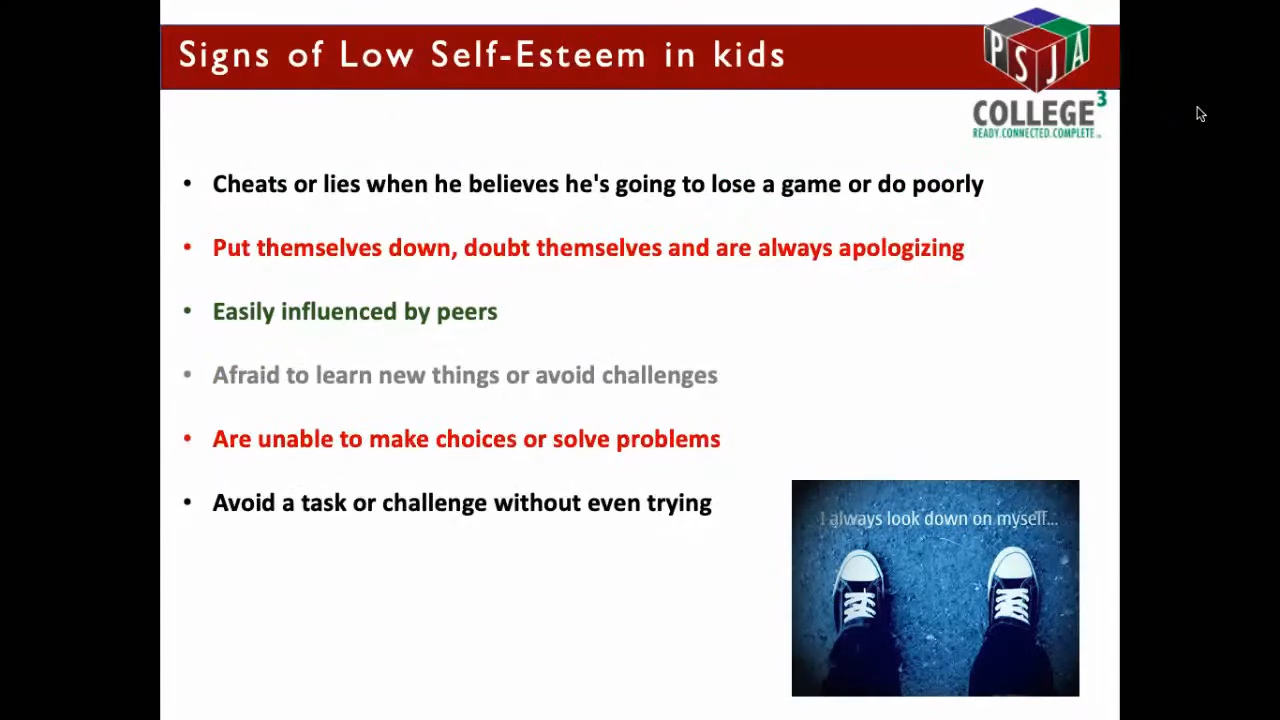 Signs of Low Self-Esteem in kids
PSJA
COLLEGE³
READY.CONNECTED.COMPLETE
• Cheats or lies when he believes he's going to lose a game or do poorly
• Put themselves down, doubt themselves and are always apologizing
• Easily influenced by peers
• Afraid to learn new things or avoid challenges
• Are unable to make choices or solve problems
• Avoid a task or challenge without even trying
I always look down on myself...